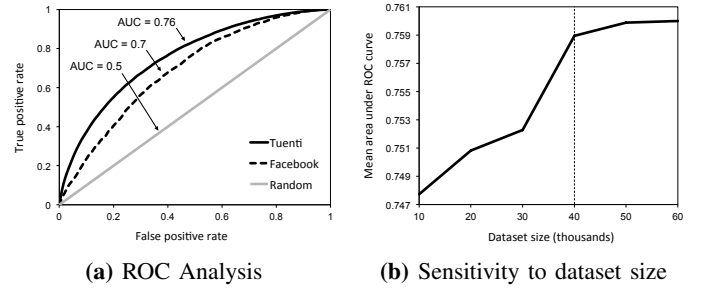 1
0.8
0.6
0.4
0.2
0
0
0.2
0.4
0.6
0.8
1
True positive rate
False positive rate
AUC = 0.76
AUC = 0.7
AUC = 0.5
Tuenti
Facebook
Random
(a) ROC Analysis
0.761
0.759
0.757
0.755
0.753
0.751
0.749
0.747
10
20
30
40
50
60
Mean area under ROC curve
Dataset size (thousands)
(b) Sensitivity to dataset size